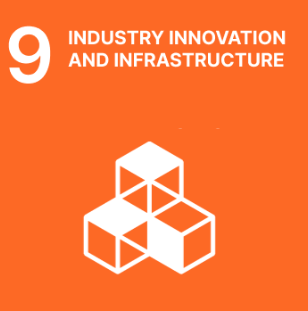 9
INDUSTRY INNOVATION
AND INFRASTRUCTURE